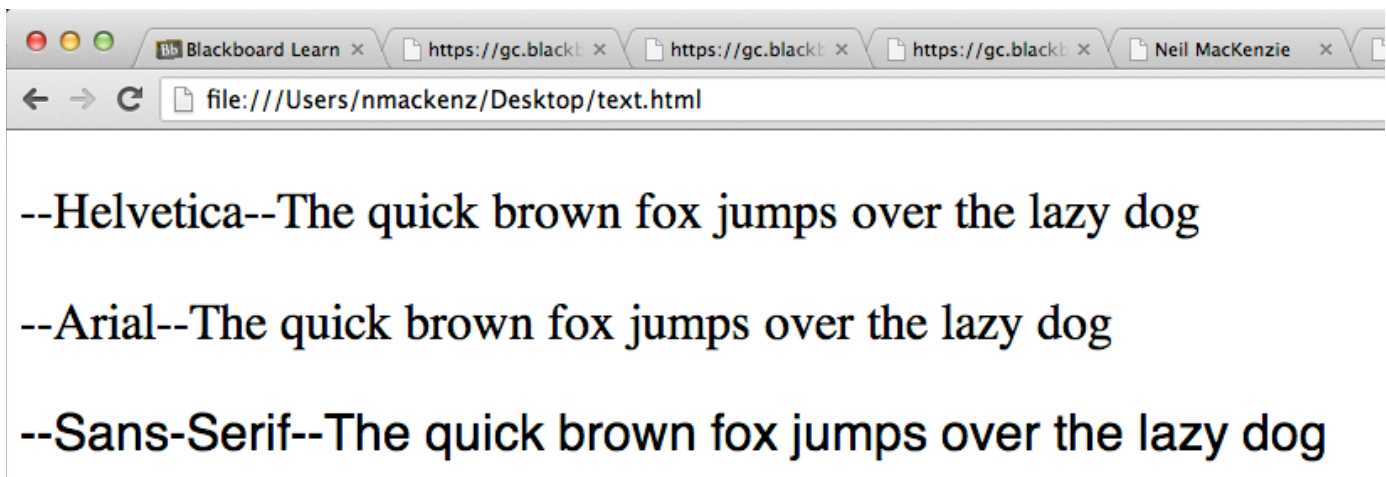 Bb Blackboard Learn × https://gc.blackb × https://gc.blackb × https://gc.blackb × Neil MacKenzie ×
file:///Users/nmackenz/Desktop/text.html
--Helvetica--The quick brown fox jumps over the lazy dog
--Arial--The quick brown fox jumps over the lazy dog
--Sans-Serif--The quick brown fox jumps over the lazy dog